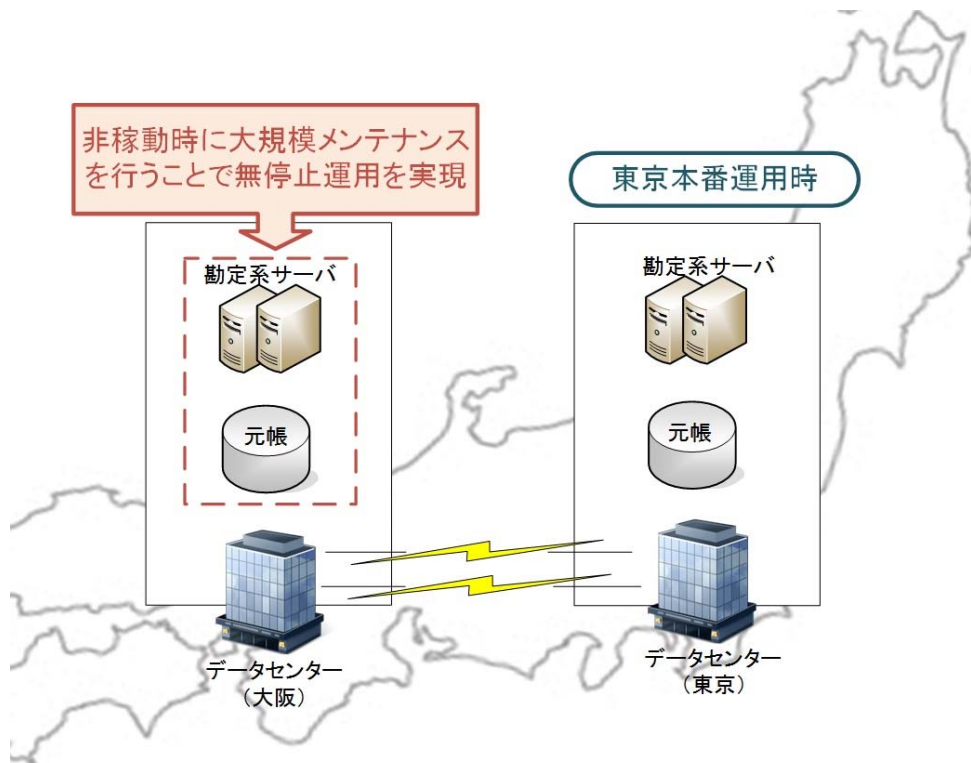 非稼動時に大規模メンテナンス
を行うことで無停止運用を実現
東京本番運用時
勘定系サーバ
元帳
データセンター
（大阪）
勘定系サーバ
元帳
データセンター
（東京）